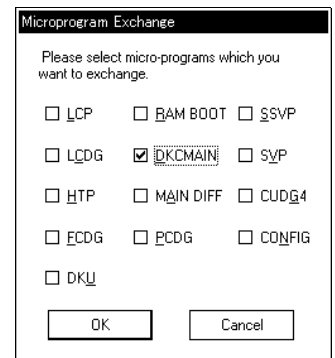 Microprogram Exchange
Please select micro-programs which you
want to exchange.
LCP RAM BOOT SSVP
LCDG DKCMAIN SVP
HTP MAIN DIFF CUDG4
FCDG PCDG CONFIG
DKU
OK Cancel